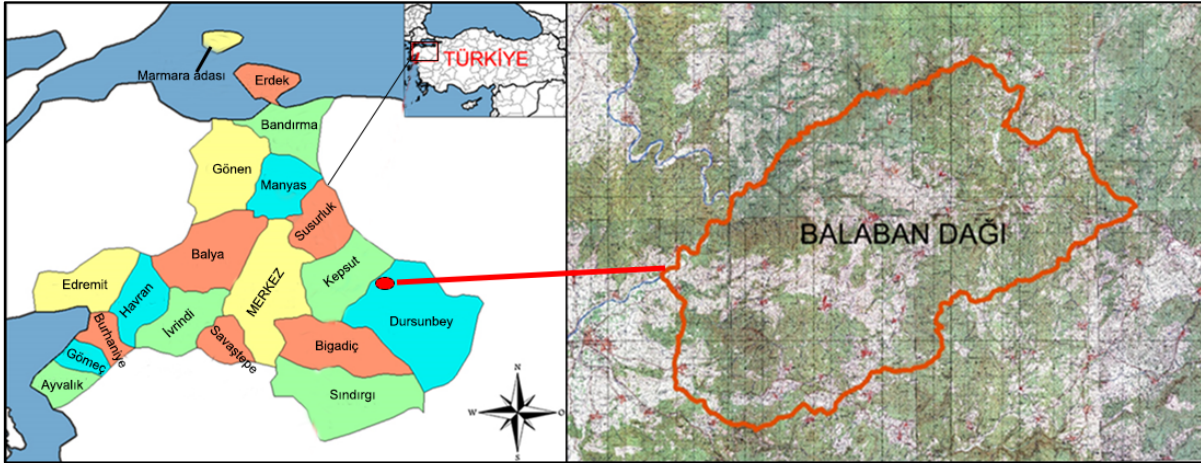 Marmara adası
TÜRKİYE
Erdek
Bandırma
Gönen
Manyas
Susurluk
Balya
MERKEZ
Kepsut
Edremit
Havran
İvrindi
Savaştepe
Dursunbey
Burhaniye
Bigadiç
Gömeç
Ayvalık
Sındırgı
N
W
O
S
BALABAN DAĞI